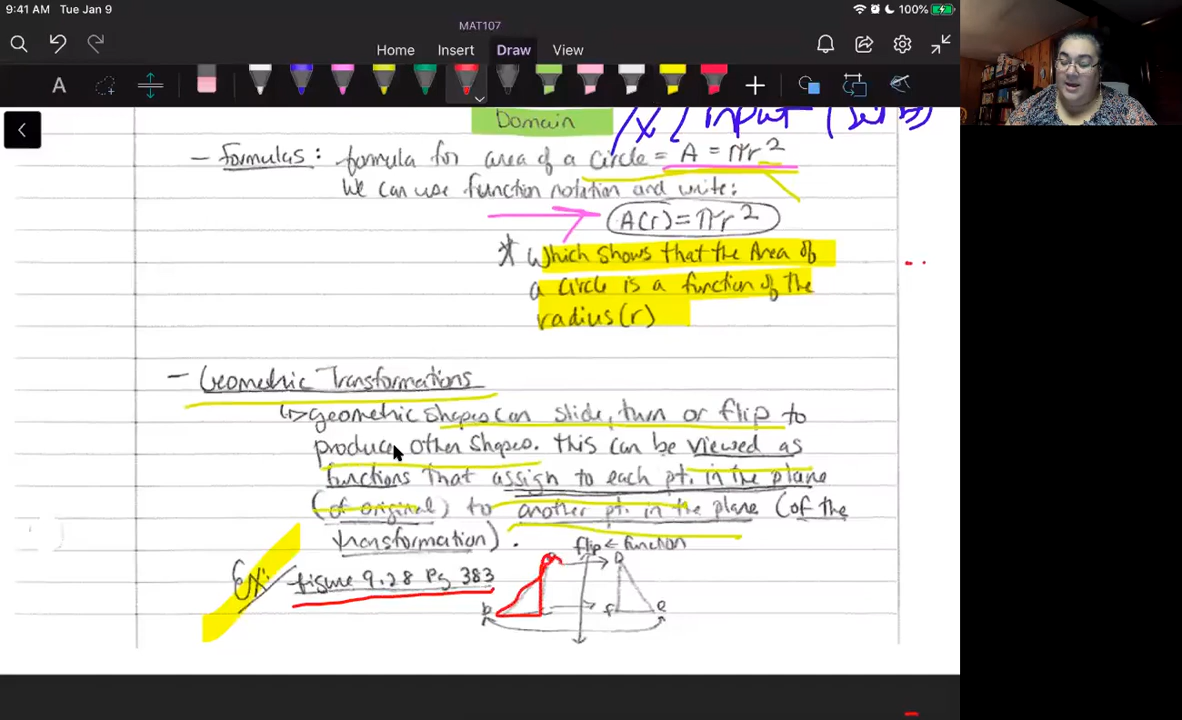 9:41 AM Tue Jan 9
100%
MAT107
Home Insert Draw View
A
Domain
/X/ input
- Formulas: formula for area of a circle = A = πr²
We can use function notation and write:
A(r) = πr²
* Which shows that the Area of
a circle is a function of the
radius (r)
- Geometric Transformations
↳ geometric shapes can slide, turn or flip to
produce other shapes. this can be viewed as
functions that assign to each pt. in the plane
(of original) to another pt. in the plane (of the
transformation).
flip ← function
Ex: figure 9.28 Pg 383
b
f e